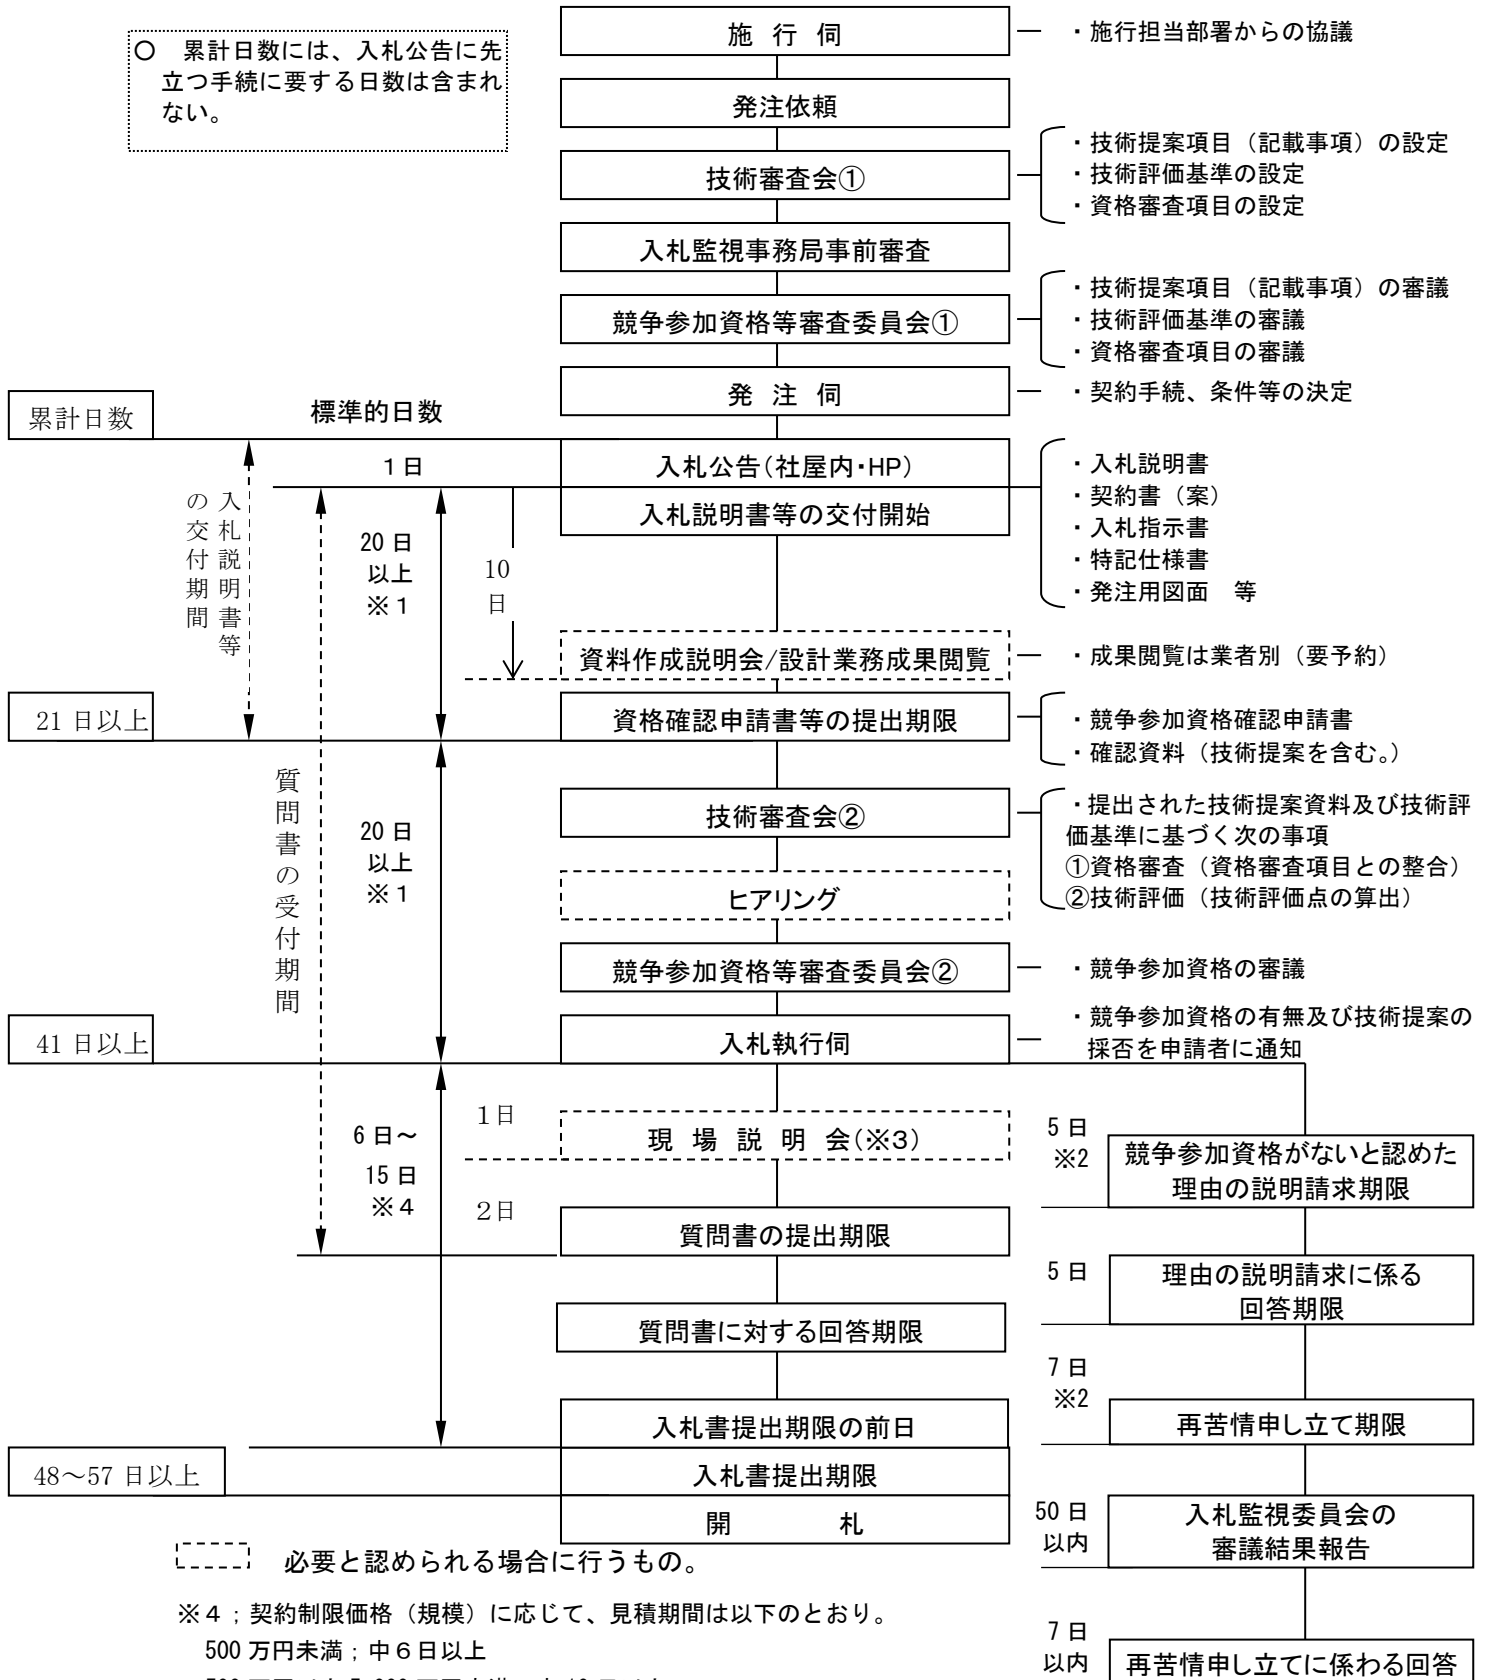 施　行　伺
・施行担当部署からの協議
〇　累計日数には、入札公告に先
立つ手続に要する日数は含まれ
ない。
発注依頼
技術審査会①
・技術提案項目（記載事項）の設定
・技術評価基準の設定
・資格審査項目の設定
入札監視事務局事前審査
競争参加資格等審査委員会①
・技術提案項目（記載事項）の審議
・技術評価基準の審議
・資格審査項目の審議
発　注　伺
・契約手続、条件等の決定
累計日数
標準的日数
1日
入札公告（社屋内・HP）
入札説明書等の交付開始
・入札説明書
・契約書（案）
・入札指示書
・特記仕様書
・発注用図面　等
入札説明書等
の交付期間
20日
以上
※１
10
日
資料作成説明会/設計業務成果閲覧
・成果閲覧は業者別（要予約）
21日以上
資格確認申請書等の提出期限
・競争参加資格確認申請書
・確認資料（技術提案を含む。）
質問書の受付期間
20日
以上
※１
技術審査会②
・提出された技術提案資料及び技術評
価基準に基づく次の事項
①資格審査（資格審査項目との整合）
②技術評価（技術評価点の算出）
ヒアリング
競争参加資格等審査委員会②
・競争参加資格の審議
41日以上
入札執行伺
・競争参加資格の有無及び技術提案の
採否を申請者に通知
6日～
15日
※４
1日
現　場　説　明　会（※３）
2日
質問書の提出期限
質問書に対する回答期限
入札書提出期限の前日
48～57日以上
入札書提出期限
開　　　　札
5日
※2
競争参加資格がないと認めた
理由の説明請求期限
5日
理由の説明請求に係る
回答期限
7日
※2
再苦情申し立て期限
50日
以内
入札監視委員会の
審議結果報告
7日
以内
再苦情申し立てに係わる回答
必要と認められる場合に行うもの。
※４；契約制限価格（規模）に応じて、見積期間は以下のとおり。
500万円未満；中６日以上